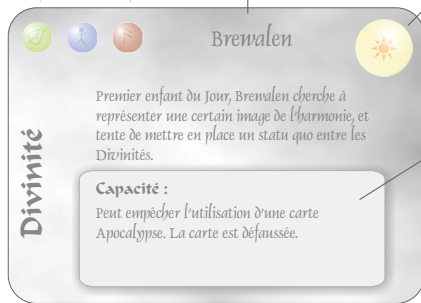 Brewalen
Premier enfant du Jour, Brewalen cherche à
représenter une certain image de l'harmonie, et
tente de mettre en place un statu quo entre les
Divinités.
Divinité
Capacité :
Peut empêcher l'utilisation d'une carte
Apocalypse. La carte est défaussée.